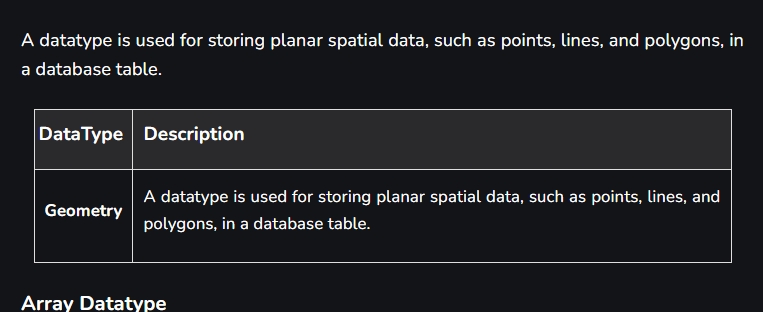 A datatype is used for storing planar spatial data, such as points, lines, and polygons, in
a database table.
DataType Description
Geometry
A datatype is used for storing planar spatial data, such as points, lines, and
polygons, in a database table.
Array Datatype